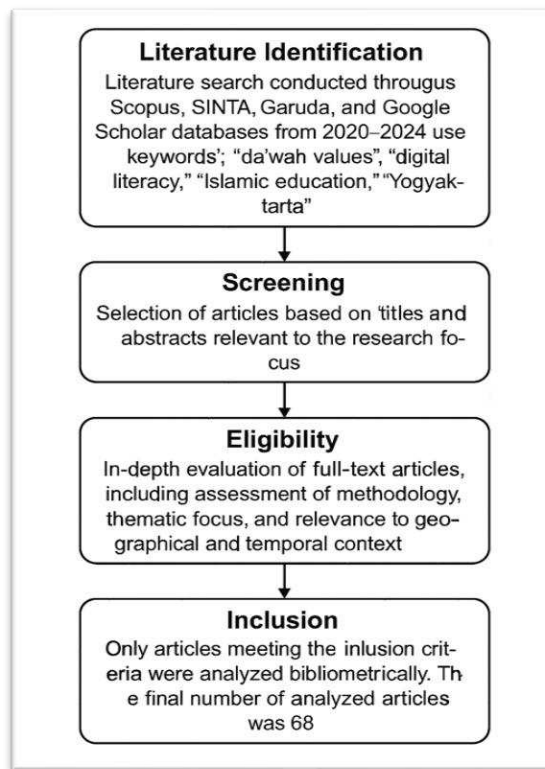 Literature Identification
Literature search conducted througus
Scopus, SINTA, Garuda, and Google
Scholar databases from 2020–2024 use
keywords’; “da’wah values”, “digital
literacy,” “Islamic education,” “Yogyak-
tarta”
Screening
Selection of articles based on ‘titles and
abstracts relevant to the research fo-
cus
Eligibility
In-depth evaluation of full-text articles,
including assessment of methodology,
thematic focus, and relevance to geo-
graphical and temporal context
Inclusion
Only articles meeting the inlusion crit-
eria were analyzed bibliometrically. Th
e final number of analyzed articles
was 68